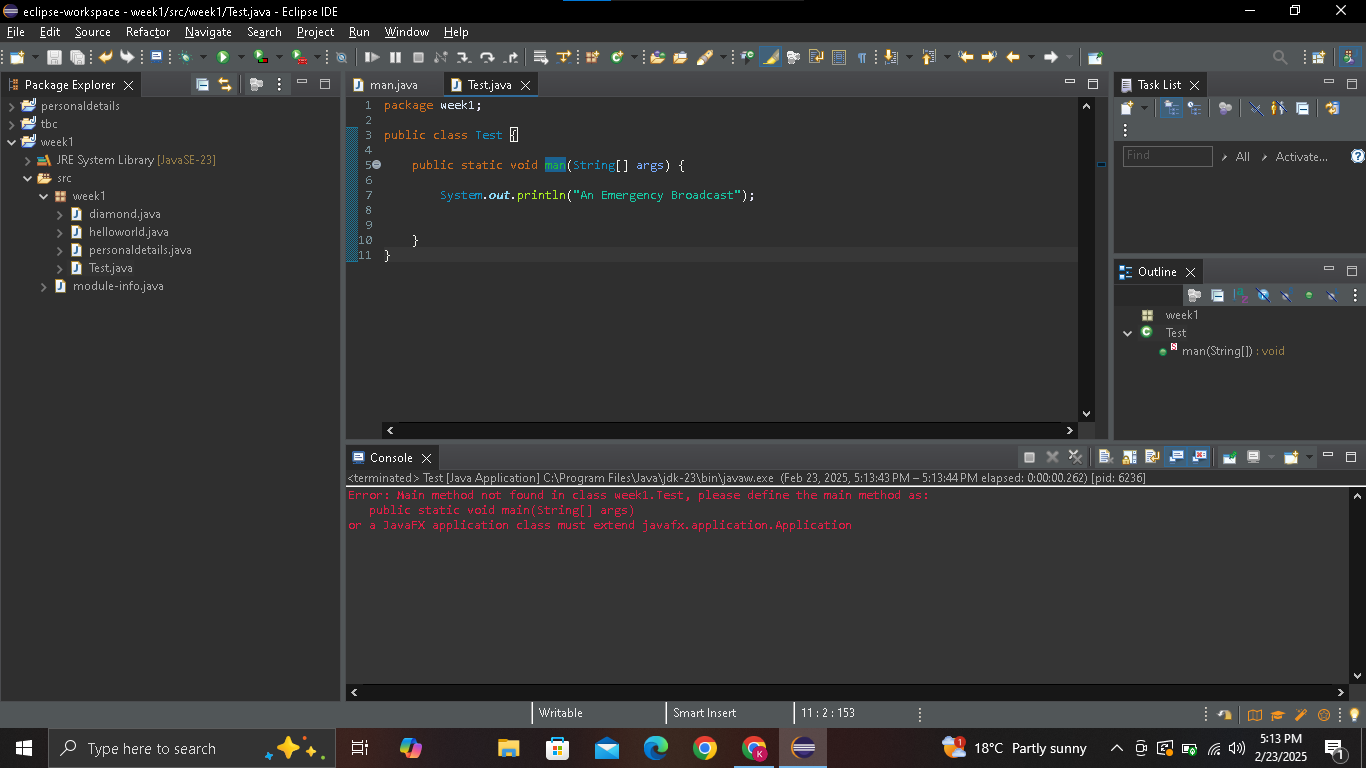 eclipse-workspace - week1/src/week1/Test.java - Eclipse IDE
File Edit Source Refactor Navigate Search Project Run Window Help
Package Explorer
personaldetails
tbc
week1
JRE System Library [JavaSE-23]
src
week1
diamond.java
helloworld.java
personaldetails.java
Test.java
module-info.java
man.java Test.java
1 package week1;
2
3 public class Test {
4
5 public static void man(String[] args) {
6
7 System.out.println("An Emergency Broadcast");
8
9
10 }
11 }
Task List
Find All Activate...
Outline
week1
Test
man(String[]) : void
Console
<terminated> Test [Java Application] C:\Program Files\Java\jdk-23\bin\javaw.exe (Feb 23, 2025, 5:13:43 PM – 5:13:44 PM elapsed: 0:00:00.262) [pid: 6236]
Error: Main method not found in class week1.Test, please define the main method as:
public static void main(String[] args)
or a JavaFX application class must extend javafx.application.Application
Writable Smart Insert 11 : 2 : 153
Type here to search
18°C Partly sunny
5:13 PM
2/23/2025
1